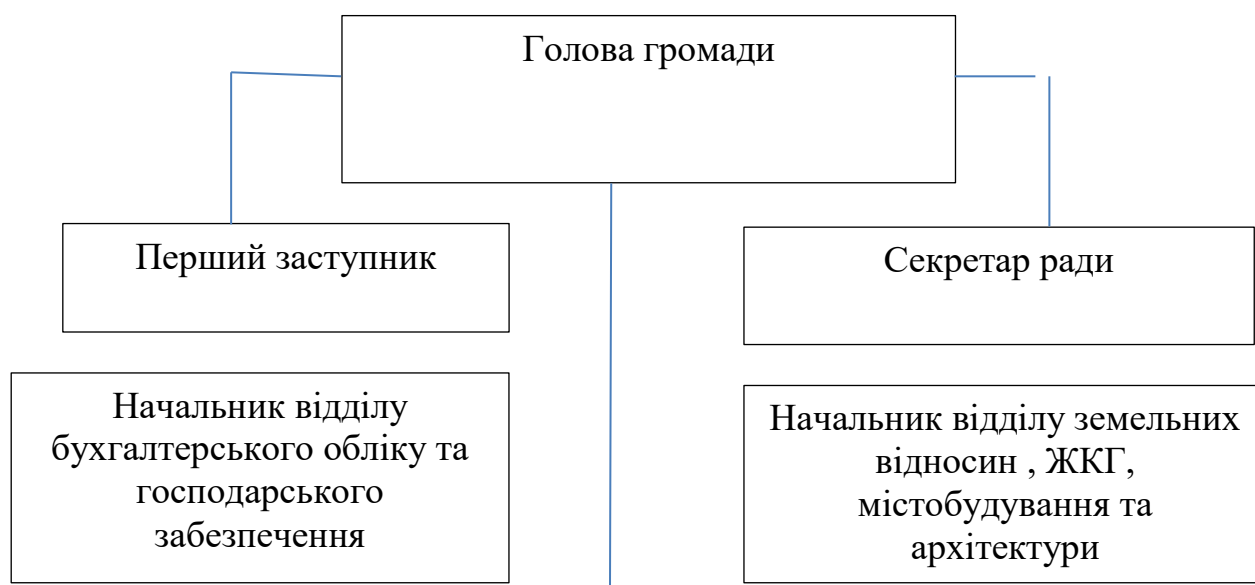 Голова громади
Перший заступник
Секретар ради
Начальник відділу
бухгалтерського обліку та
господарського
забезпечення
Начальник відділу земельних
відносин , ЖКГ,
містобудування та
архітектури